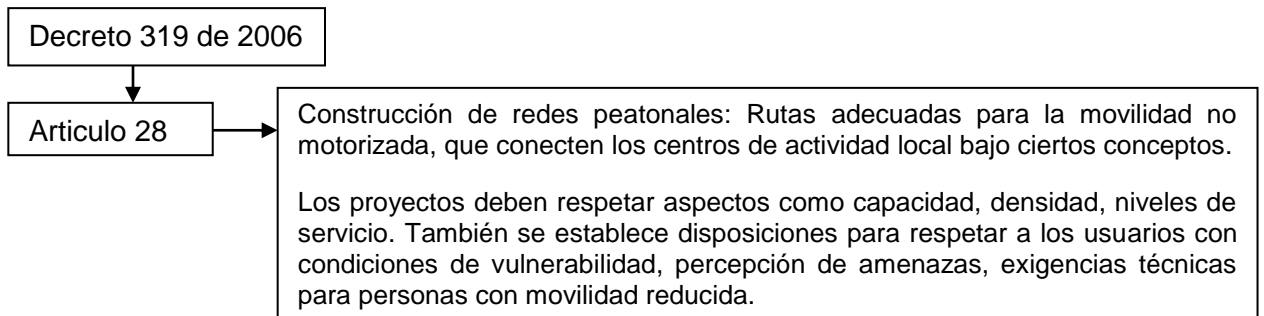 Decreto 319 de 2006
Articulo 28
Construcción de redes peatonales: Rutas adecuadas para la movilidad no
motorizada, que conecten los centros de actividad local bajo ciertos conceptos.
Los proyectos deben respetar aspectos como capacidad, densidad, niveles de
servicio. También se establece disposiciones para respetar a los usuarios con
condiciones de vulnerabilidad, percepción de amenazas, exigencias técnicas
para personas con movilidad reducida.